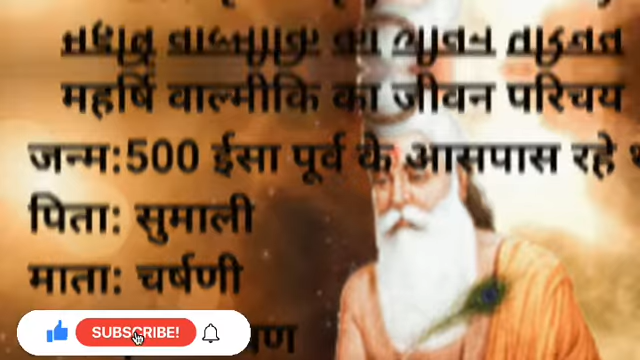 महर्षि वाल्मीकि का जीवन परिचय
जन्म:500 ईसा पूर्व के आसपास रहे
पिता: सुमाली
माता: चर्षणी
SUBSCRIBE!